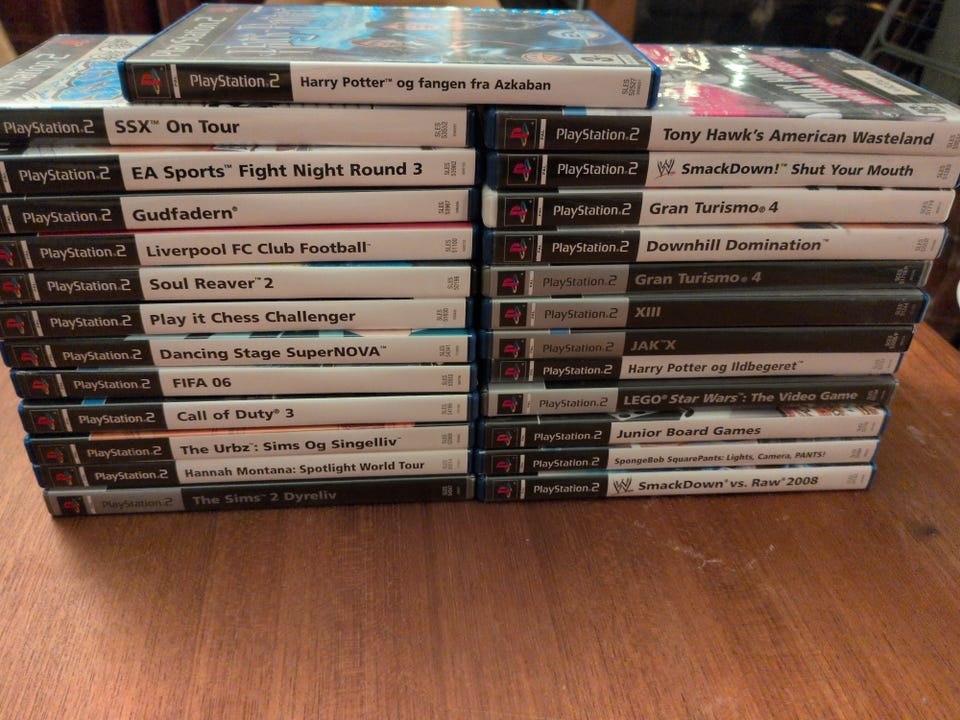 PlayStation.2 Harry Potter™ og fangen fra Azkaban
PlayStation.2 SSX™ On Tour
PlayStation.2 EA Sports™ Fight Night Round 3
PlayStation.2 Gudfadern®
PlayStation.2 Liverpool FC Club Football™
PlayStation.2 Soul Reaver™2
PlayStation.2 Play it Chess Challenger
PlayStation.2 Dancing Stage SuperNOVA™
PlayStation.2 FIFA 06
PlayStation.2 Call of Duty® 3
PlayStation.2 The Urbz™: Sims Og Singelliv™
PlayStation.2 Hannah Montana: Spotlight World Tour
PlayStation.2 The Sims™ 2 Dyreliv
PlayStation.2 Tony Hawk's American Wasteland
PlayStation.2 W SmackDown!™ Shut Your Mouth
PlayStation.2 Gran Turismo® 4
PlayStation.2 Downhill Domination™
PlayStation.2 Gran Turismo® 4
PlayStation.2 XIII
PlayStation.2 JAK™X
PlayStation.2 Harry Potter og Ildbegeret™
PlayStation.2 LEGO® Star Wars™: The Video Game
PlayStation.2 Junior Board Games
PlayStation.2 SpongeBob SquarePants: Lights, Camera, PANTS!
PlayStation.2 W SmackDown® vs. Raw® 2008